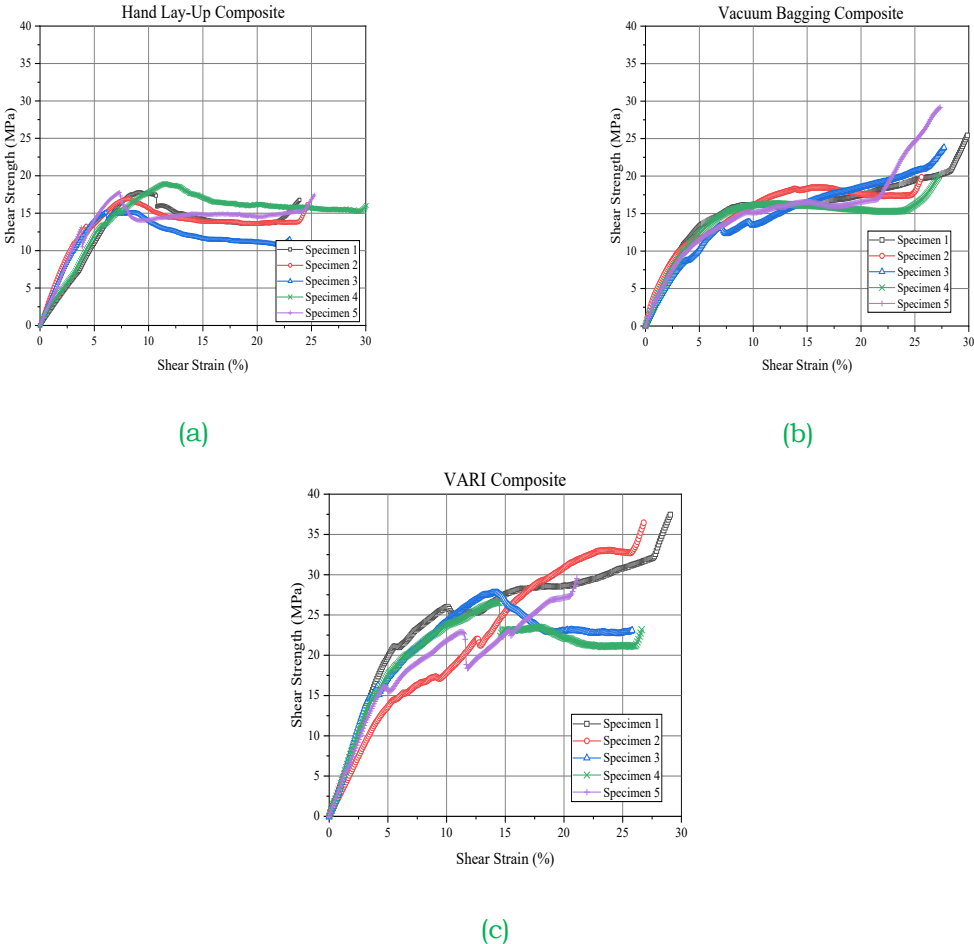 Hand Lay-Up Composite
40
35
30
25
20
15
10
5
0
Shear Strength (MPa)
Specimen 1
Specimen 2
Specimen 3
Specimen 4
Specimen 5
0 5 10 15 20 25 30
Shear Strain (%)
(a)
Vacuum Bagging Composite
40
35
30
25
20
15
10
5
0
Shear Strength (MPa)
Specimen 1
Specimen 2
Specimen 3
Specimen 4
Specimen 5
0 5 10 15 20 25 30
Shear Strain (%)
(b)
VARI Composite
40
35
30
25
20
15
10
5
0
Shear Strength (MPa)
Specimen 1
Specimen 2
Specimen 3
Specimen 4
Specimen 5
0 5 10 15 20 25 30
Shear Strain (%)
(c)